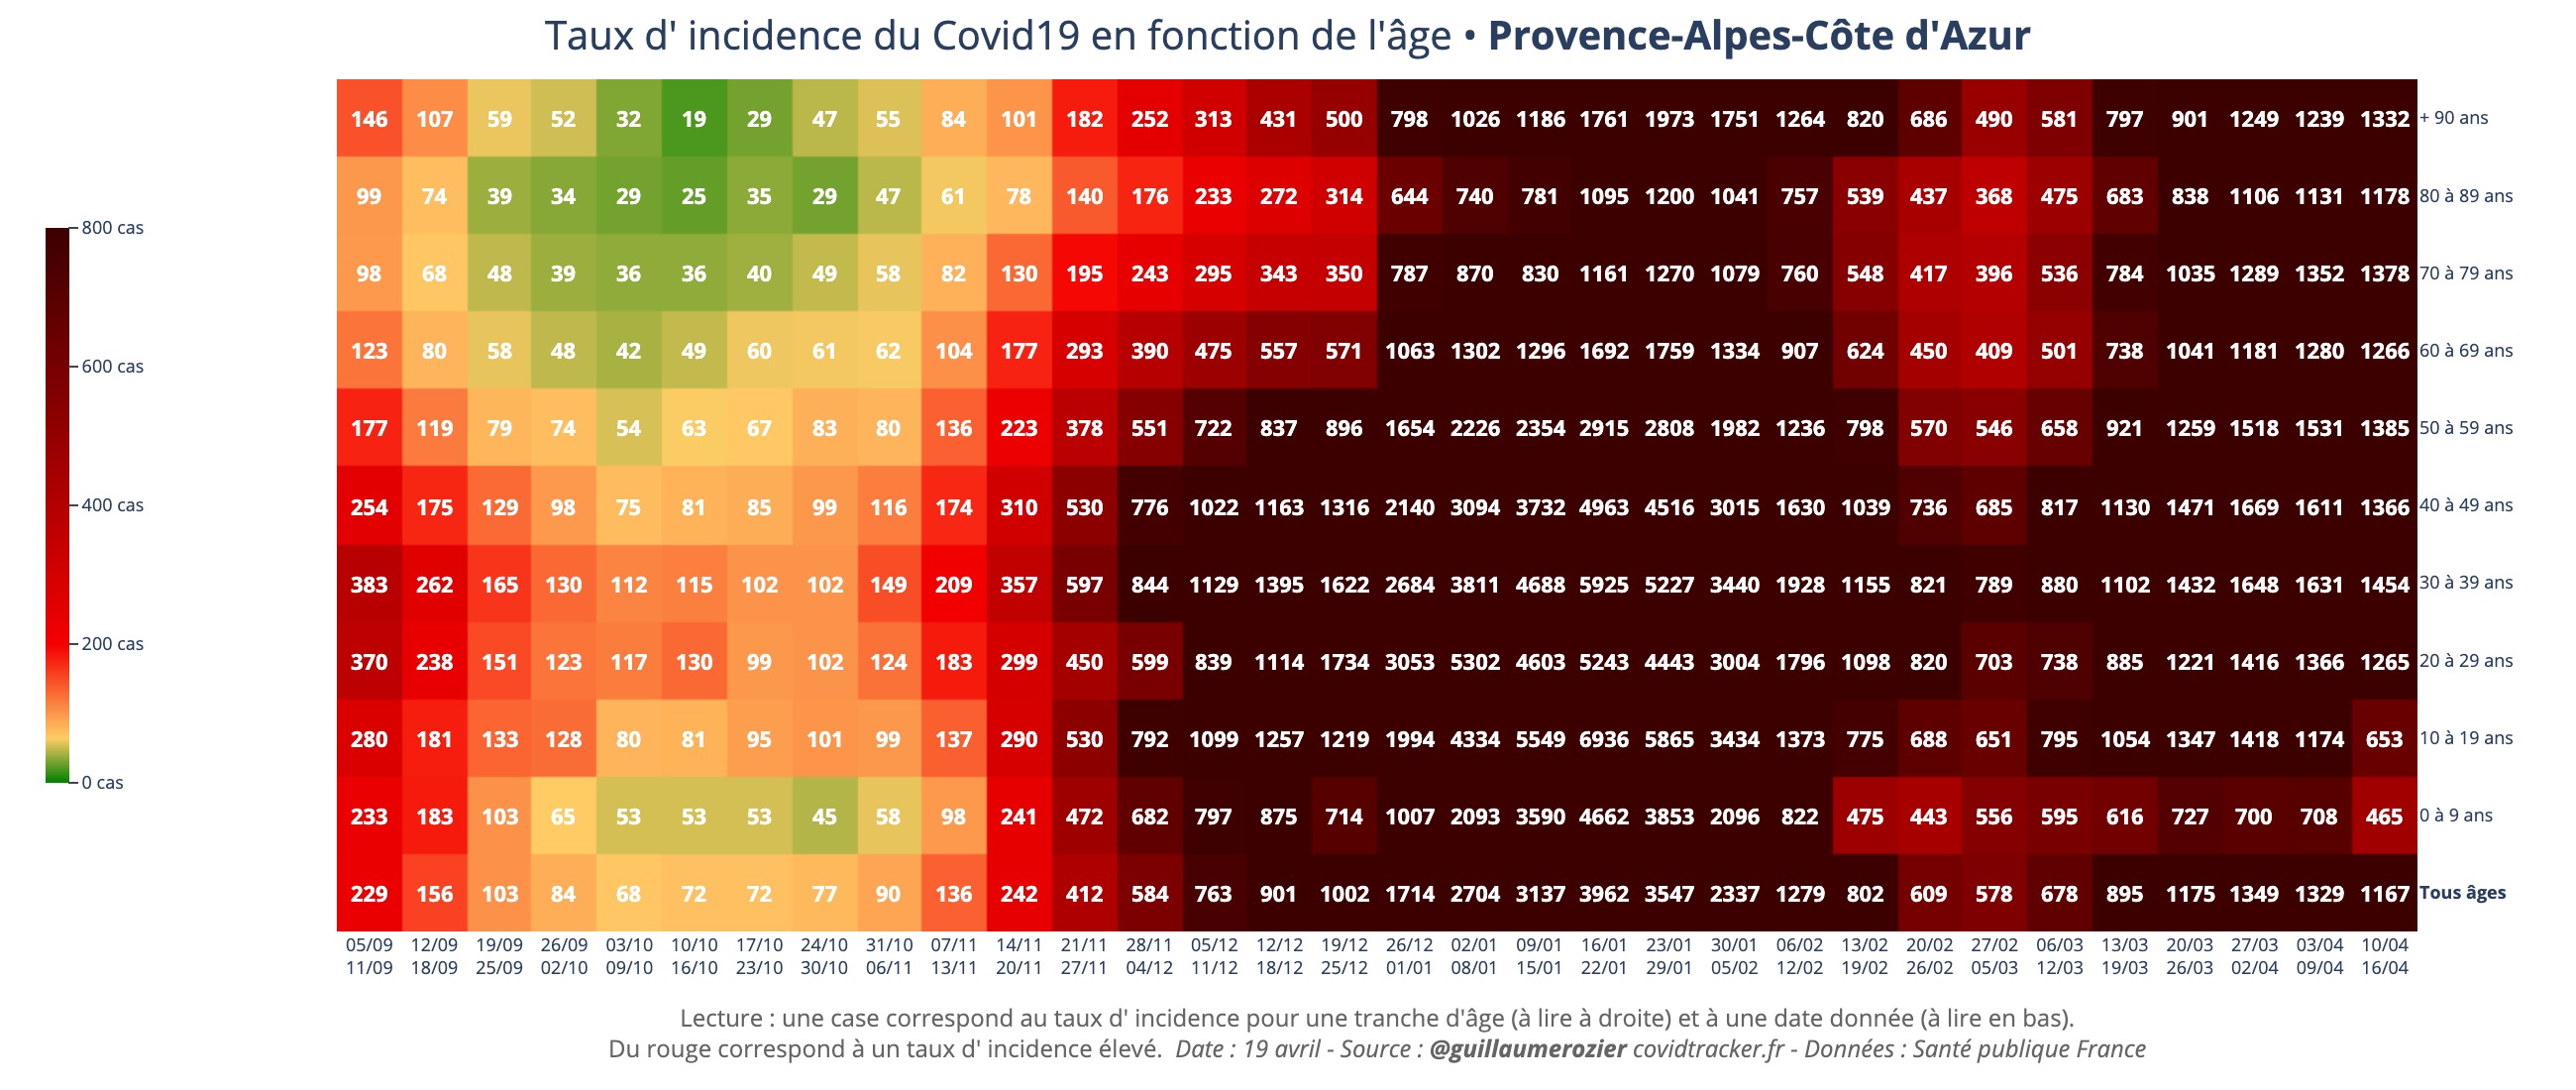 Taux d' incidence du Covid19 en fonction de l'âge • Provence-Alpes-Côte d'Azur
800 cas
600 cas
400 cas
200 cas
0 cas
146 107 59 52 32 19 29 47 55 84 101 182 252 313 431 500 798 1026 1186 1761 1973 1751 1264 820 686 490 581 797 901 1249 1239 1332 + 90 ans
99 74 39 34 29 25 35 29 47 61 78 140 176 233 272 314 644 740 781 1095 1200 1041 757 539 437 368 475 683 838 1106 1131 1178 80 à 89 ans
98 68 48 39 36 36 40 49 58 82 130 195 243 295 343 350 787 870 830 1161 1270 1079 760 548 417 396 536 784 1035 1289 1352 1378 70 à 79 ans
123 80 58 48 42 49 60 61 62 104 177 293 390 475 557 571 1063 1302 1296 1692 1759 1334 907 624 450 409 501 738 1041 1181 1280 1266 60 à 69 ans
177 119 79 74 54 63 67 83 80 136 223 378 551 722 837 896 1654 2226 2354 2915 2808 1982 1236 798 570 546 658 921 1259 1518 1531 1385 50 à 59 ans
254 175 129 98 75 81 85 99 116 174 310 530 776 1022 1163 1316 2140 3094 3732 4963 4516 3015 1630 1039 736 685 817 1130 1471 1669 1611 1366 40 à 49 ans
383 262 165 130 112 115 102 102 149 209 357 597 844 1129 1395 1622 2684 3811 4688 5925 5227 3440 1928 1155 821 789 880 1102 1432 1648 1631 1454 30 à 39 ans
370 238 151 123 117 130 99 102 124 183 299 450 599 839 1114 1734 3053 5302 4603 5243 4443 3004 1796 1098 820 703 738 885 1221 1416 1366 1265 20 à 29 ans
280 181 133 128 80 81 95 101 99 137 290 530 792 1099 1257 1219 1994 4334 5549 6936 5865 3434 1373 775 688 651 795 1054 1347 1418 1174 653 10 à 19 ans
233 183 103 65 53 53 53 45 58 98 241 472 682 797 875 714 1007 2093 3590 4662 3853 2096 822 475 443 556 595 616 727 700 708 465 0 à 9 ans
229 156 103 84 68 72 72 77 90 136 242 412 584 763 901 1002 1714 2704 3137 3962 3547 2337 1279 802 609 578 678 895 1175 1349 1329 1167 Tous âges
05/09 12/09 19/09 26/09 03/10 10/10 17/10 24/10 31/10 07/11 14/11 21/11 28/11 05/12 12/12 19/12 26/12 02/01 09/01 16/01 23/01 30/01 06/02 13/02 20/02 27/02 06/03 13/03 20/03 27/03 03/04 10/04
11/09 18/09 25/09 02/10 09/10 16/10 23/10 30/10 06/11 13/11 20/11 27/11 04/12 11/12 18/12 25/12 01/01 08/01 15/01 22/01 29/01 05/02 12/02 19/02 26/02 05/03 12/03 19/03 26/03 02/04 09/04 16/04
Lecture : une case correspond au taux d' incidence pour une tranche d'âge (à lire à droite) et à une date donnée (à lire en bas).
Du rouge correspond à un taux d' incidence élevé. Date : 19 avril - Source : @guillaumerozier covidtracker.fr - Données : Santé publique France